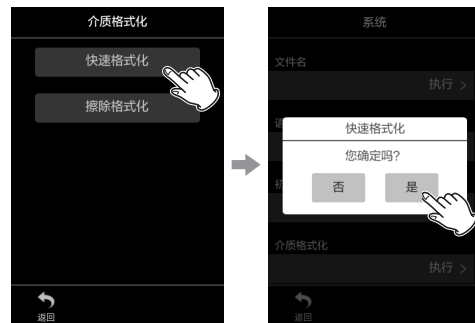 介质格式化
快速格式化
擦除格式化
返回
系统
文件名
执行 >
语
快速格式化
您确定吗?
否
是
初
介质格式化
执行 >
返回